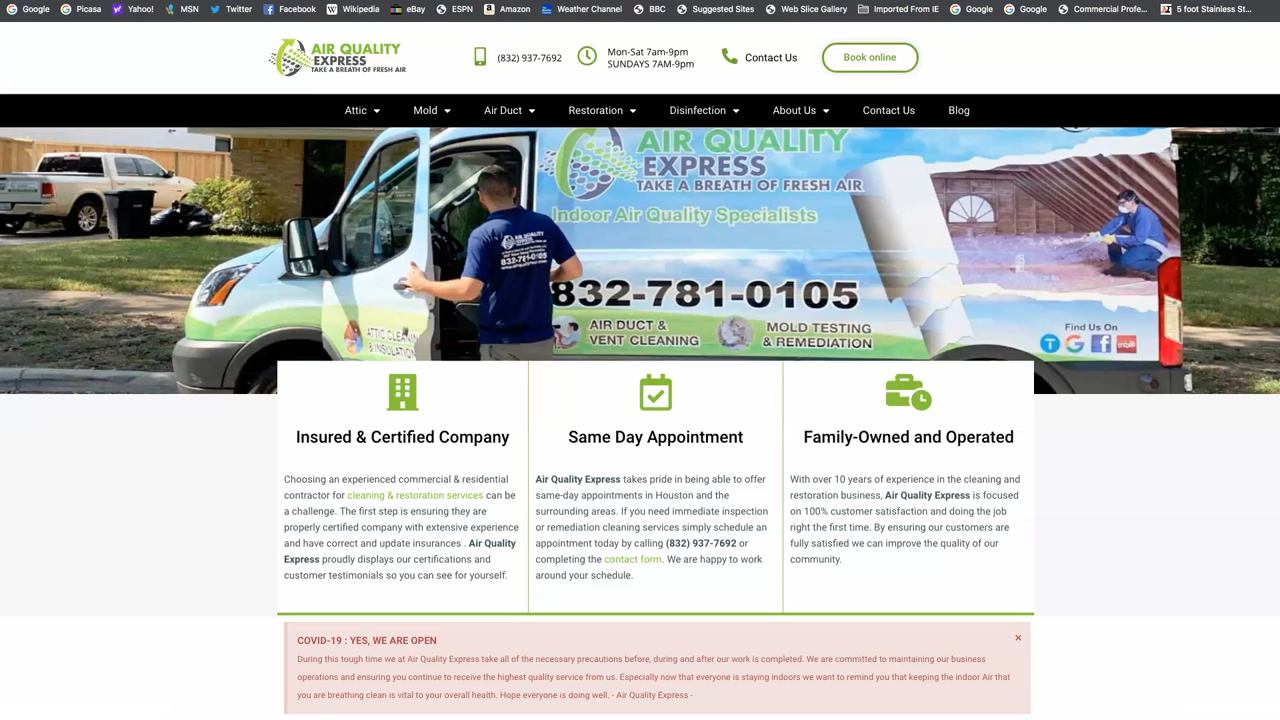 Google Picasa Yahoo! MSN Twitter Facebook Wikipedia eBay ESPN Amazon Weather Channel BBC Suggested Sites Web Slice Gallery Imported From IE Google Google Commercial Profe... 5 foot Stainless St...
AIR QUALITY
EXPRESS
TAKE A BREATH OF FRESH AIR
(832) 937-7692
Mon-Sat 7am-9pm
SUNDAYS 7AM-9pm
Contact Us
Book online
Attic Mold Air Duct Restoration Disinfection About Us Contact Us Blog
AIR QUALITY
EXPRESS
TAKE A BREATH OF FRESH AIR
Indoor Air Quality Specialists
832-781-0105
832-781-0105
AIR DUCT &
VENT CLEANING
MOLD TESTING
& REMEDIATION
ATTIC CLEANING
& INSULATION
Find Us On
Insured & Certified Company
Choosing an experienced commercial & residential
contractor for cleaning & restoration services can be
a challenge. The first step is ensuring they are
properly certified company with extensive experience
and have correct and update insurances . Air Quality
Express proudly displays our certifications and
customer testimonials so you can see for yourself.
Same Day Appointment
Air Quality Express takes pride in being able to offer
same-day appointments in Houston and the
surrounding areas. If you need immediate inspection
or remediation cleaning services simply schedule an
appointment today by calling (832) 937-7692 or
completing the contact form. We are happy to work
around your schedule.
Family-Owned and Operated
With over 10 years of experience in the cleaning and
restoration business, Air Quality Express is focused
on 100% customer satisfaction and doing the job
right the first time. By ensuring our customers are
fully satisfied we can improve the quality of our
community.
COVID-19 : YES, WE ARE OPEN
×
During this tough time we at Air Quality Express take all of the necessary precautions before, during and after our work is completed. We are committed to maintaining our business
operations and ensuring you continue to receive the highest quality service from us. Especially now that everyone is staying indoors we want to remind you that keeping the indoor Air that
you are breathing clean is vital to your overall health. Hope everyone is doing well. - Air Quality Express -